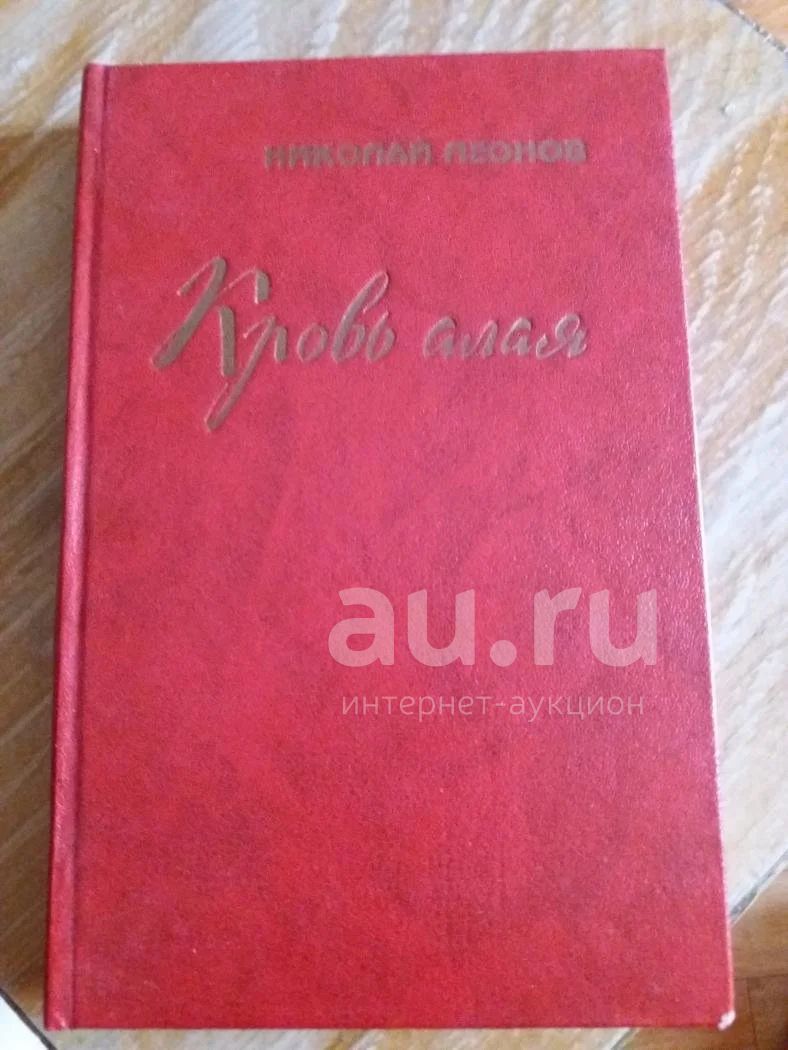 НИКОЛАЙ ЛЕОНОВ
Кровь алая
au.ru
интернет-аукцион